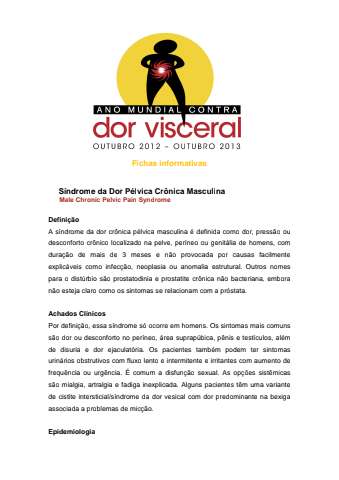 ANO MUNDIAL CONTRA
dor visceral
OUTUBRO 2012 – OUTUBRO 2013
Fichas informativas
Síndrome da Dor Pélvica Crônica Masculina
Male Chronic Pelvic Pain Syndrome
Definição
A síndrome da dor crônica pélvica masculina é definida como dor, pressão ou
desconforto crônico localizado na pelve, períneo ou genitália de homens, com
duração de mais de 3 meses e não provocada por causas facilmente
explicáveis como infecção, neoplasia ou anomalia estrutural. Outros nomes
para o distúrbio são prostatodinia e prostatite crônica não bacteriana, embora
não esteja claro como os sintomas se relacionam com a próstata.
Achados Clínicos
Por definição, essa síndrome só ocorre em homens. Os sintomas mais comuns
são dor ou desconforto no períneo, área suprapúbica, pênis e testículos, além
de disuria e dor ejaculatória. Os pacientes também podem ter sintomas
urinários obstrutivos com fluxo lento e intermitente e irritantes com aumento de
frequência ou urgência. É comum a disfunção sexual. As opções sistêmicas
são mialgia, artralgia e fadiga inexplicada. Alguns pacientes têm uma variante
de cistite intersticial/síndrome da dor vesical com dor predominante na bexiga
associada a problemas de micção.
Epidemiologia